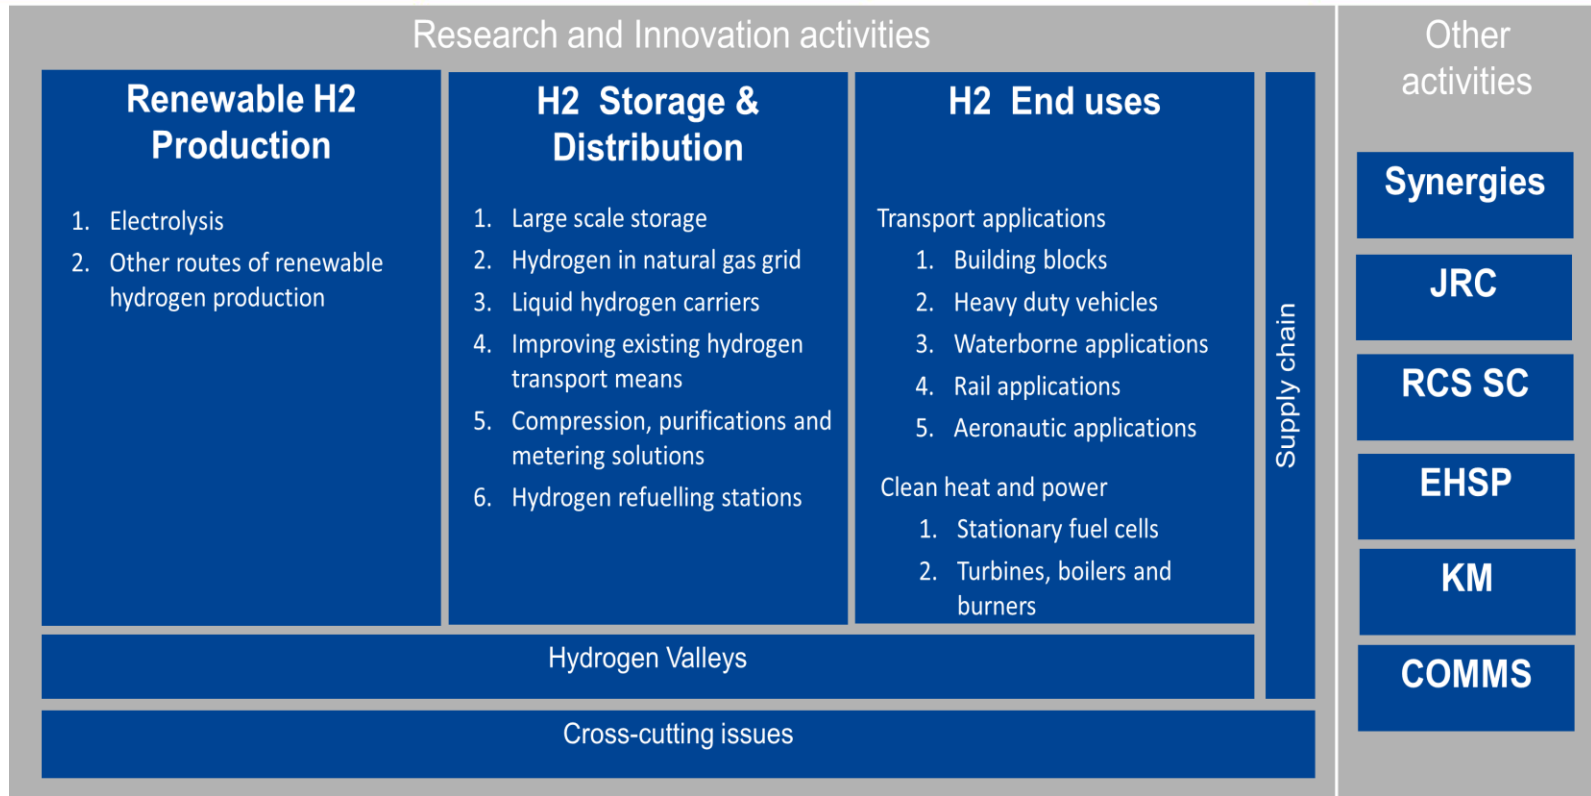 Research and Innovation activities
Renewable H2
Production
1. Electrolysis
2. Other routes of renewable
hydrogen production
H2 Storage &
Distribution
1. Large scale storage
2. Hydrogen in natural gas grid
3. Liquid hydrogen carriers
4. Improving existing hydrogen
transport means
5. Compression, purifications and
metering solutions
6. Hydrogen refuelling stations
H2 End uses
Transport applications
1. Building blocks
2. Heavy duty vehicles
3. Waterborne applications
4. Rail applications
5. Aeronautic applications
Clean heat and power
1. Stationary fuel cells
2. Turbines, boilers and
burners
Supply chain
Hydrogen Valleys
Cross-cutting issues
Other
activities
Synergies
JRC
RCS SC
EHSP
KM
COMMS